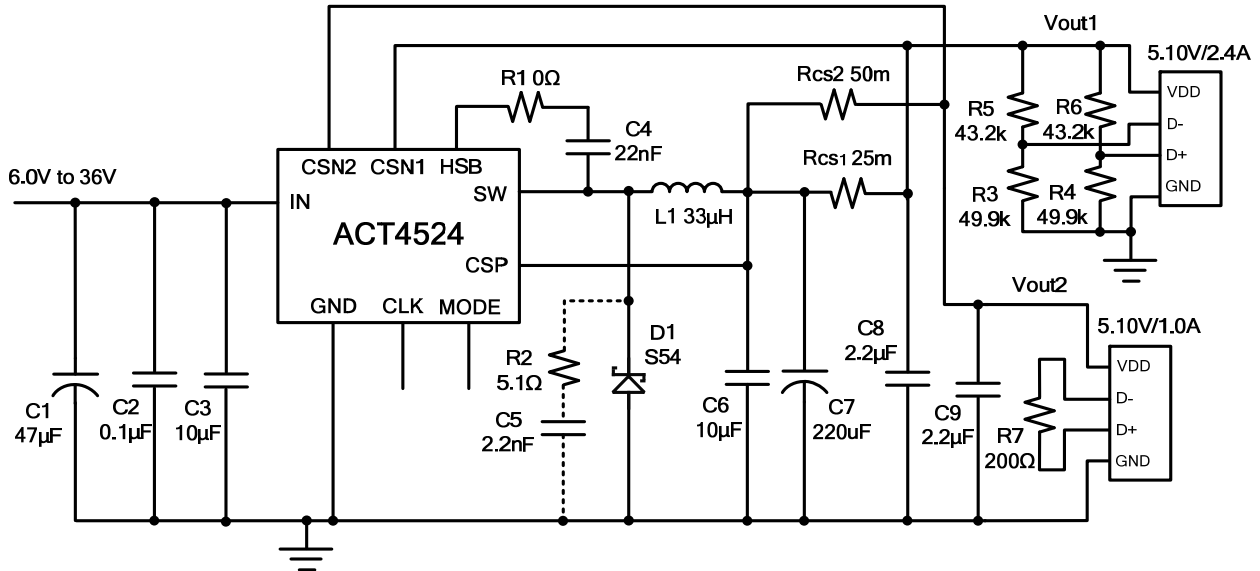 Vout1
5.10V/2.4A
R1 0Ω
Rcs2 50m
C4
22nF
R5
43.2k
R6
43.2k
VDD
D-
D+
GND
CSN2
CSN1
HSB
6.0V to 36V
IN
SW
Rcs1 25m
L1 33µH
R3
49.9k
R4
49.9k
ACT4524
CSP
GND
CLK
MODE
Vout2
5.10V/1.0A
C1
47µF
C2
0.1µF
C3
10µF
R2
5.1Ω
C5
2.2nF
D1
S54
C6
10µF
C7
220uF
C8
2.2µF
C9
2.2µF
R7
200Ω
VDD
D-
D+
GND